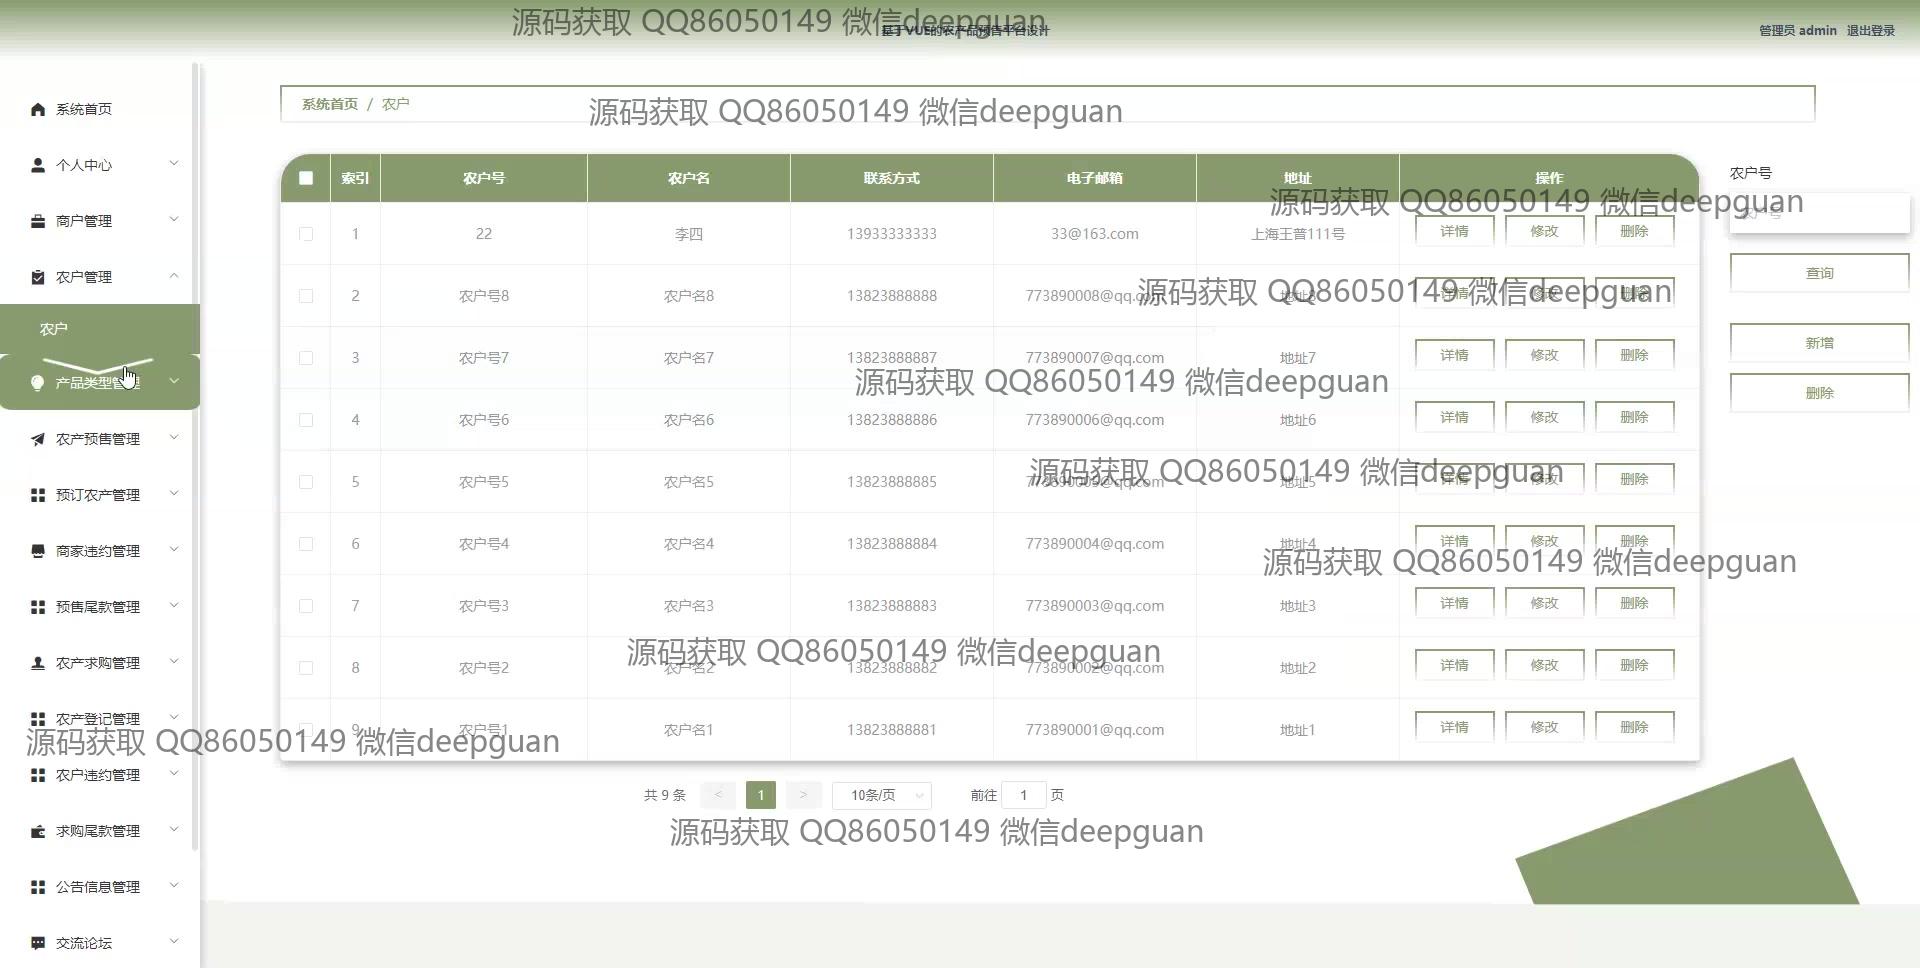 源码获取 QQ86050149 微信deepguan
基于VUE的农产品预售平台设计
管理员 admin 退出登录
系统首页
个人中心
商户管理
农户管理
农户
产品类型管理
农产预售管理
预订农产管理
商家违约管理
预售尾款管理
农产求购管理
农产登记管理
农户违约管理
求购尾款管理
公告信息管理
交流论坛
系统首页 / 农户
源码获取 QQ86050149 微信deepguan
索引 农户号 农户名 联系方式 电子邮箱 地址 操作
源码获取 QQ86050149 微信deepguan
1 22 李四 13933333333 33@163.com 上海王普111号 详情 修改 删除
2 农户号8 农户名8 13823888888 773890008@qq.com 地址8 详情 修改 删除
源码获取 QQ86050149 微信deepguan
3 农户号7 农户名7 13823888887 773890007@qq.com 地址7 详情 修改 删除
源码获取 QQ86050149 微信deepguan
4 农户号6 农户名6 13823888886 773890006@qq.com 地址6 详情 修改 删除
源码获取 QQ86050149 微信deepguan
5 农户号5 农户名5 13823888885 773890005@qq.com 地址5 详情 修改 删除
6 农户号4 农户名4 13823888884 773890004@qq.com 地址4 详情 修改 删除
源码获取 QQ86050149 微信deepguan
7 农户号3 农户名3 13823888883 773890003@qq.com 地址3 详情 修改 删除
源码获取 QQ86050149 微信deepguan
8 农户号2 农户名2 13823888882 773890002@qq.com 地址2 详情 修改 删除
9 农户号1 农户名1 13823888881 773890001@qq.com 地址1 详情 修改 删除
源码获取 QQ86050149 微信deepguan
共 9 条 < 1 > 10条/页 前往 1 页
源码获取 QQ86050149 微信deepguan
农户号
农户号
查询
新增
删除